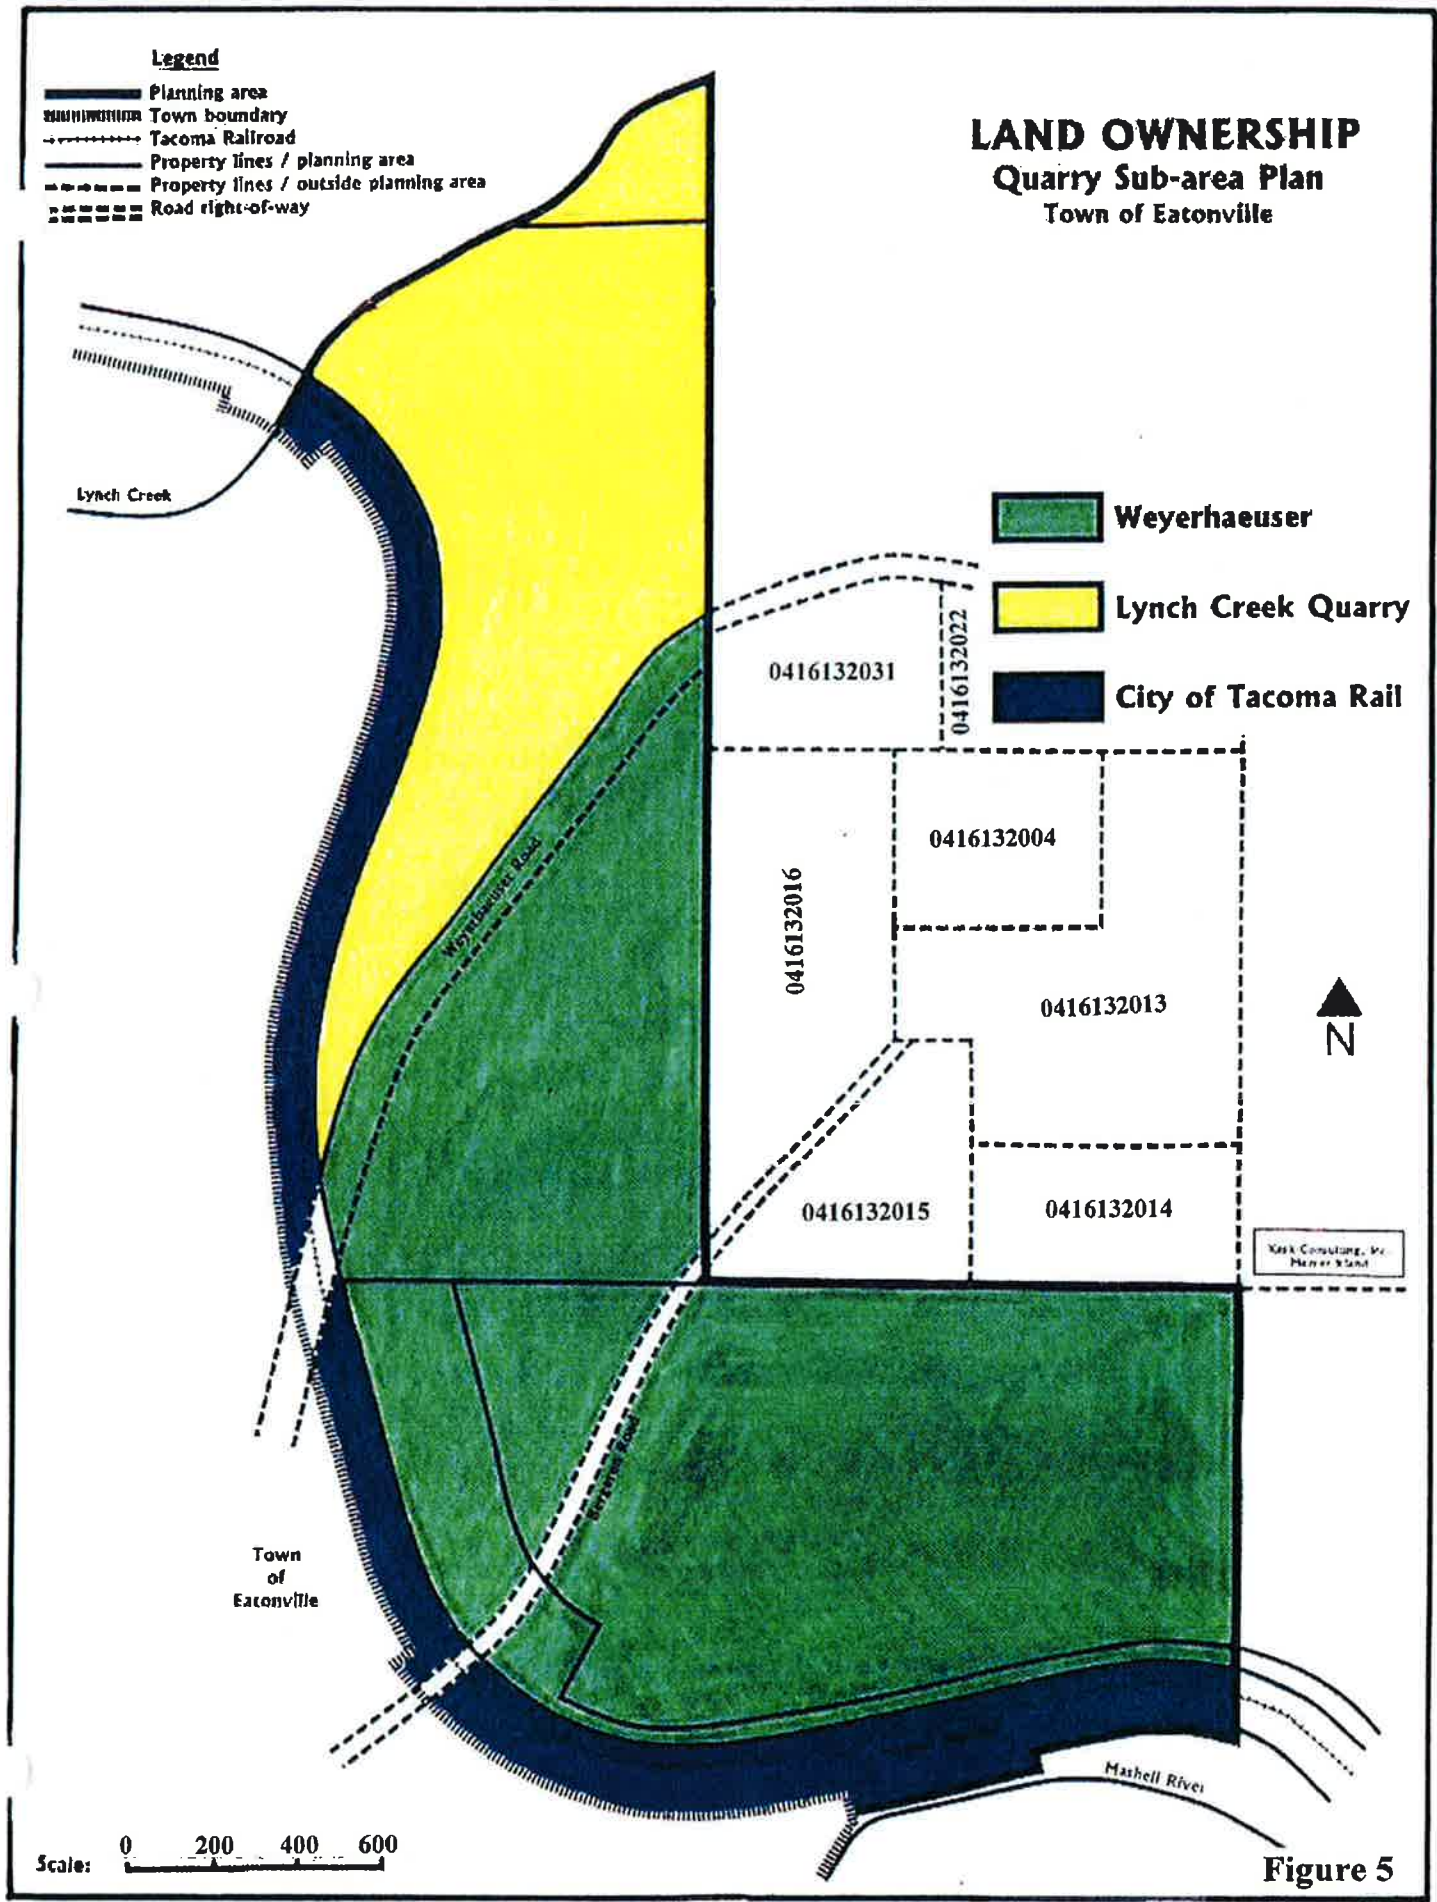 Legend
Planning area
Town boundary
Tacoma Railroad
Property lines / planning area
Property lines / outside planning area
Road right-of-way
LAND OWNERSHIP
Quarry Sub-area Plan
Town of Eatonville
Lynch Creek
Weyerhaeuser
Lynch Creek Quarry
City of Tacoma Rail
0416132031
0416132022
0416132004
0416132016
0416132013
Weyerhaeuser Road
N
0416132015
0416132014
Road
Town
of
Eatonville
Mashell River
Scale:
0 200 400 600
Figure 5